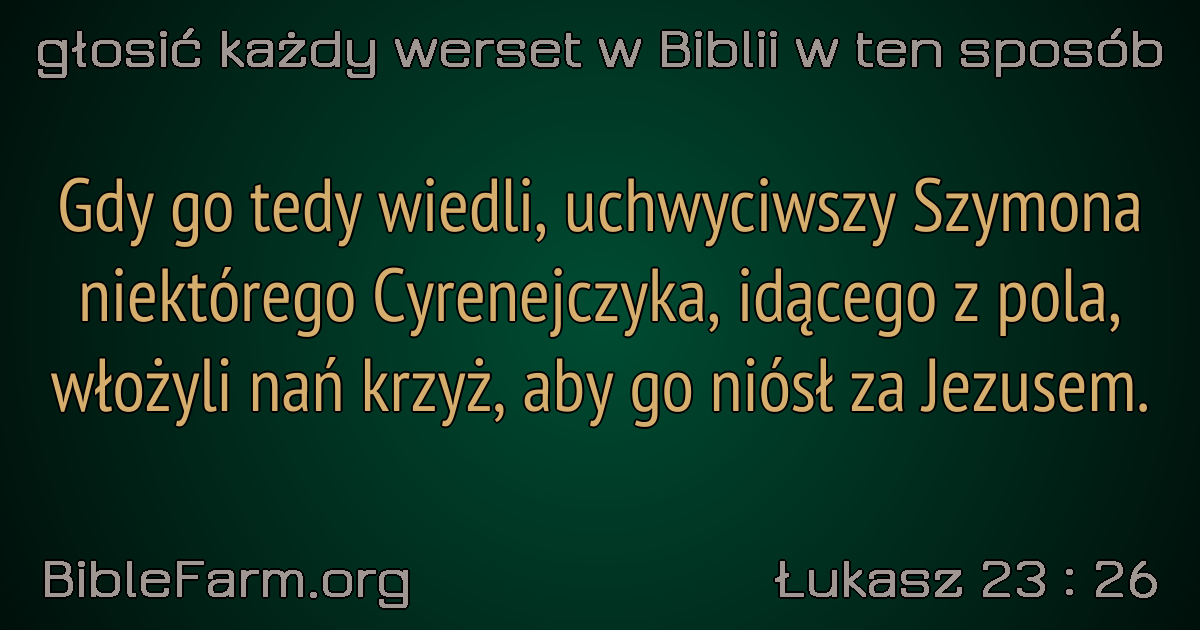 głosić każdy werset w Biblii w ten sposób
Gdy go tedy wiedli, uchwyciwszy Szymona
niektórego Cyrenejczyka, idącego z pola,
włożyli nań krzyż, aby go niósł za Jezusem.
BibleFarm.org
Łukasz 23 : 26